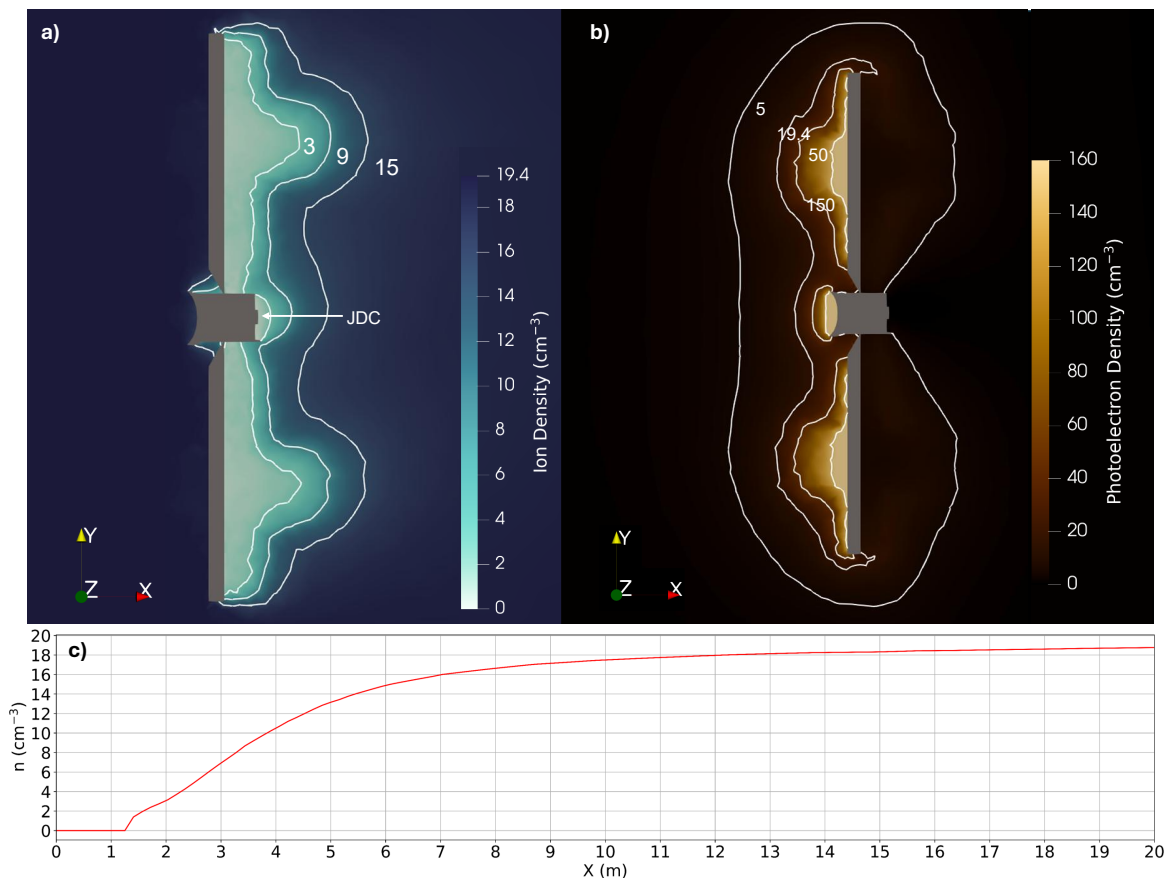 a)
3
9
15
JDC
19.4
18
16
14
12
10
8
6
4
2
0
Ion Density (cm⁻³)
Y
Z
X
b)
5
19.4
50
150
160
140
120
100
80
60
40
20
0
Photoelectron Density (cm⁻³)
Y
Z
X
c)
20
18
16
14
12
10
8
6
4
2
0
n (cm⁻³)
0 1 2 3 4 5 6 7 8 9 10 11 12 13 14 15 16 17 18 19 20
X (m)